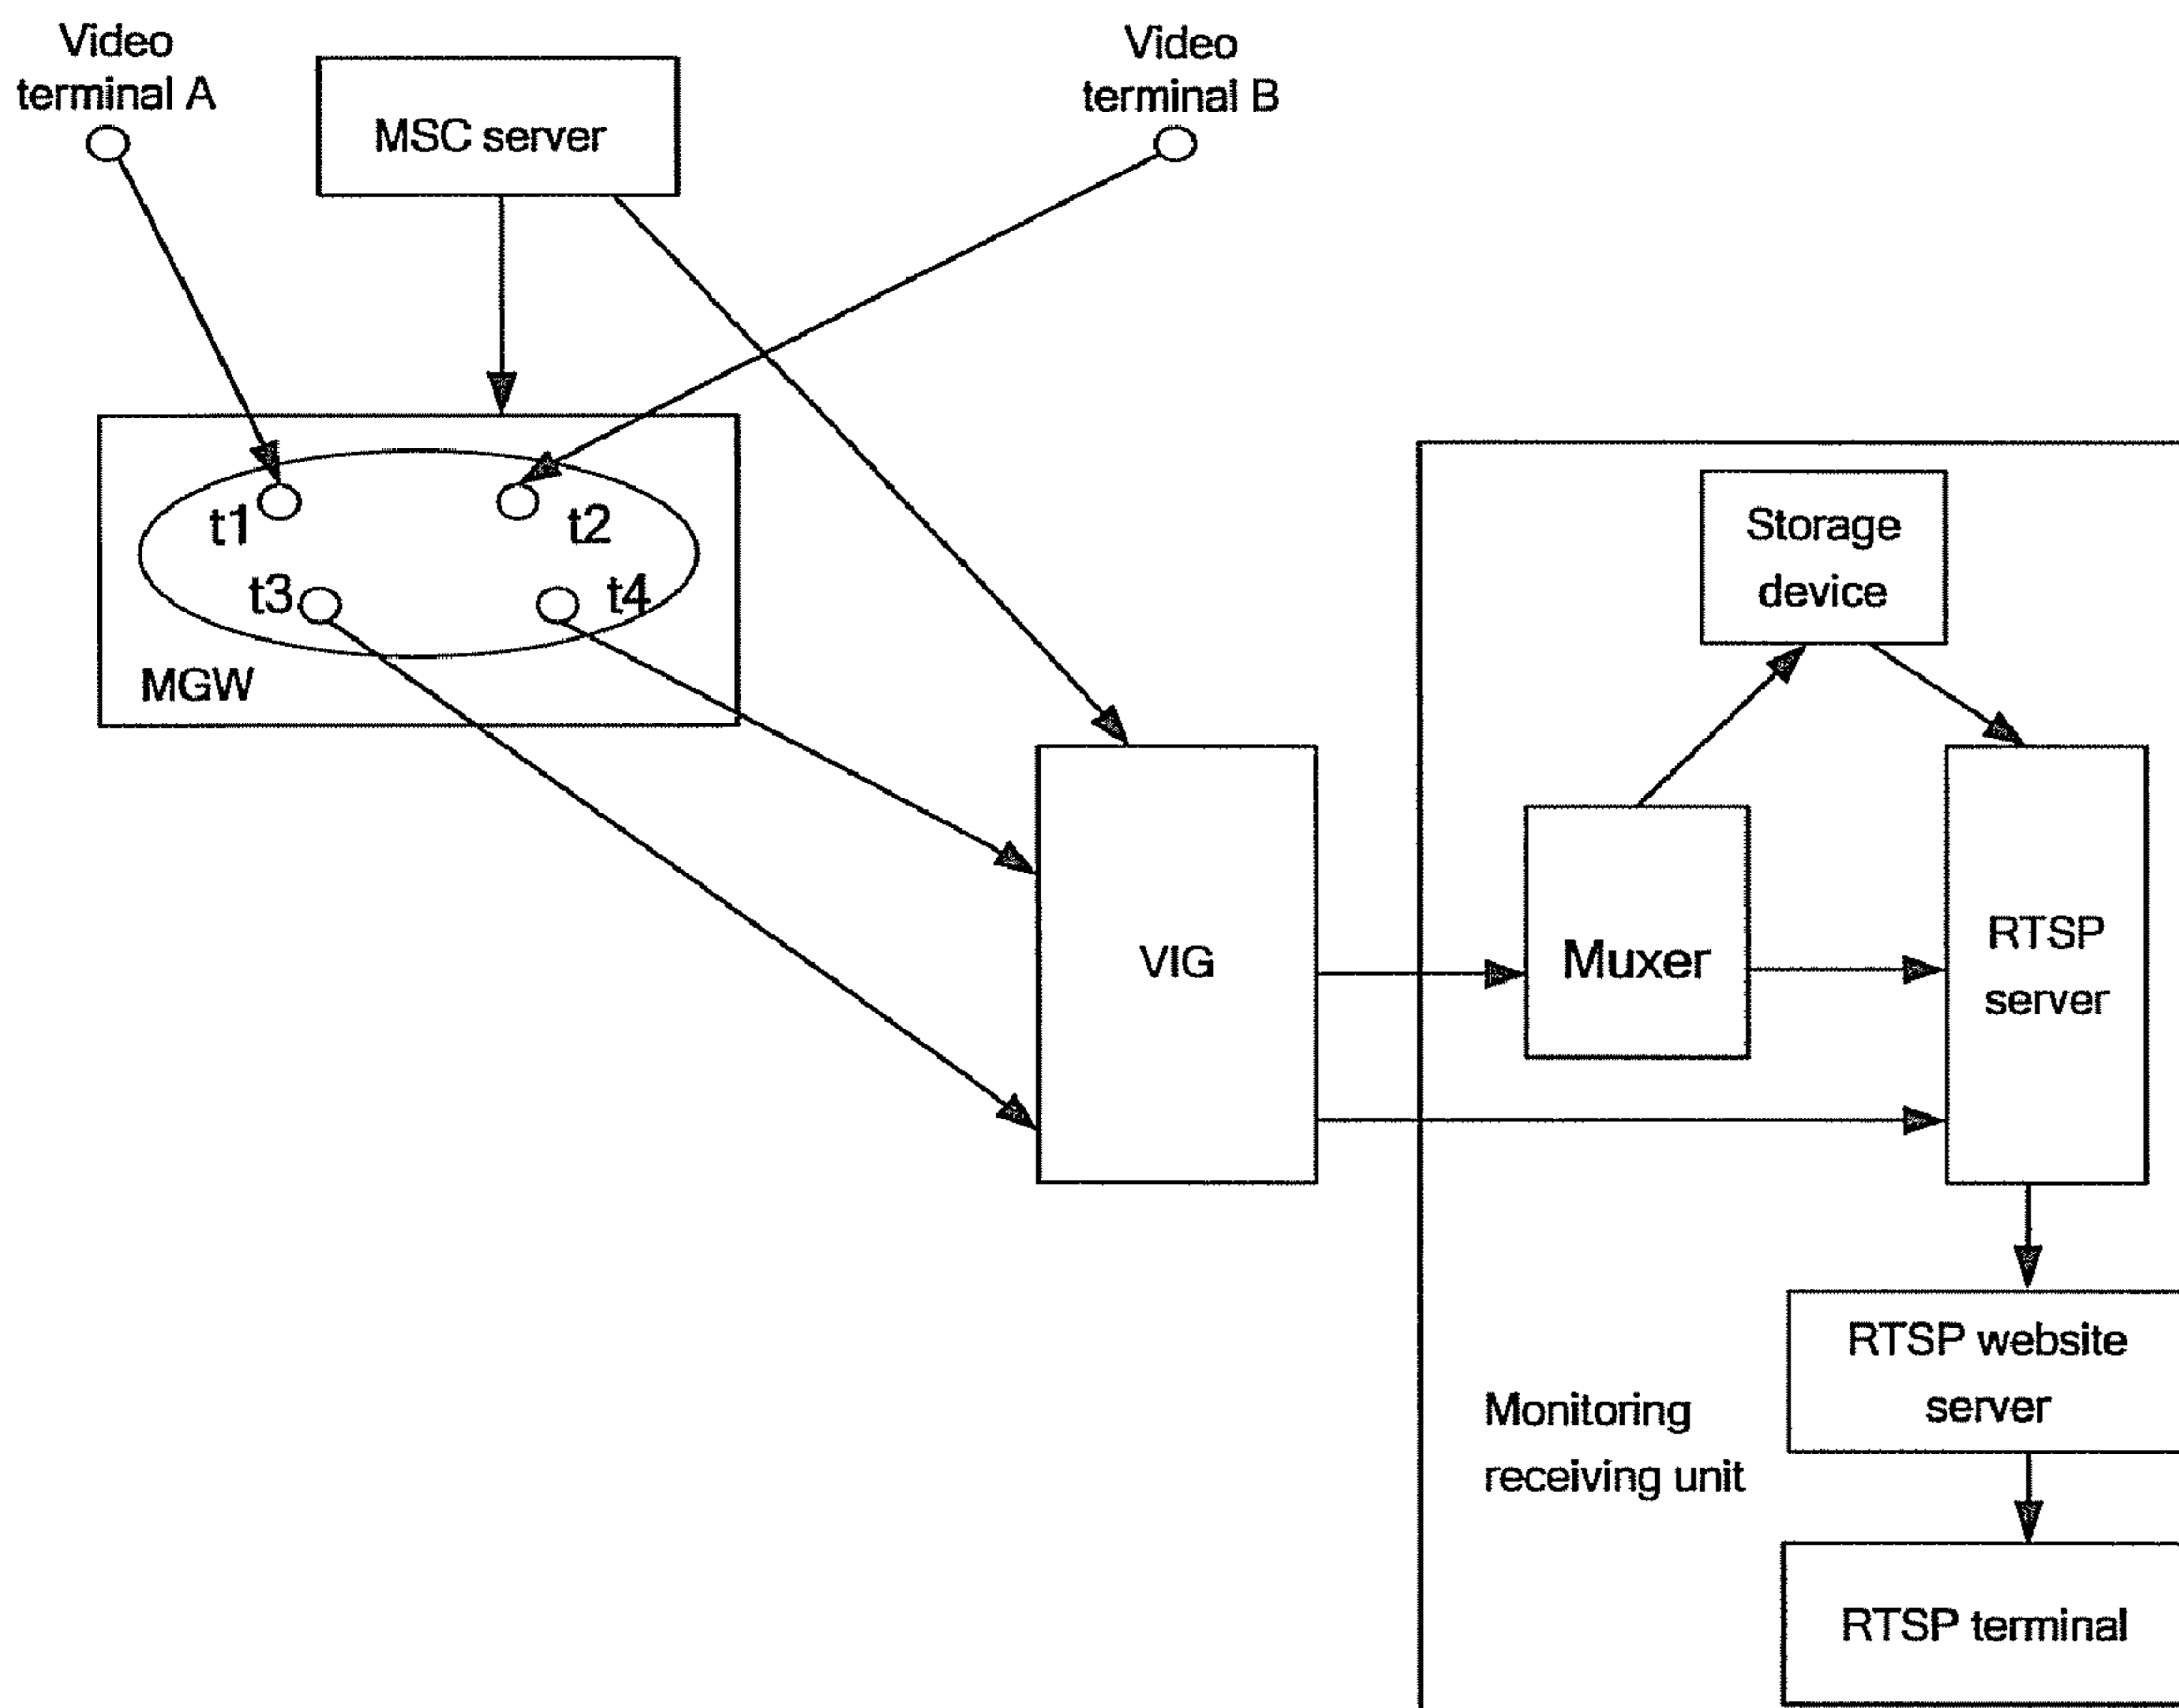 Video
terminal A
MSC server
Video
terminal B
t1
t2
t3
t4
MGW
Storage
device
VIG
Muxer
RTSP
server
RTSP website
server
Monitoring
receiving unit
RTSP terminal